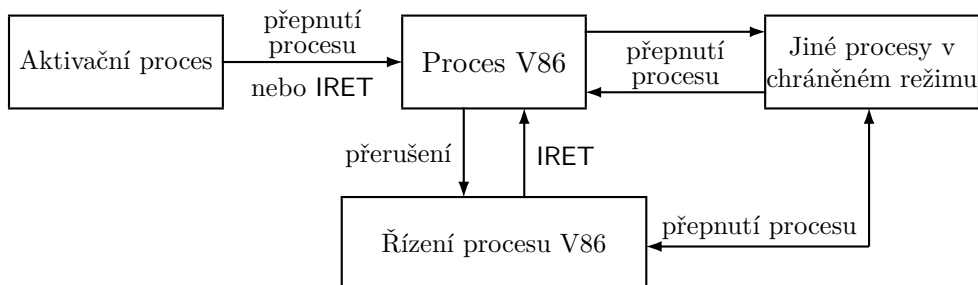 Aktivační proces
přepnutí
procesu
nebo IRET
Proces V86
přepnutí
procesu
Jiné procesy v
chráněném režimu
přerušení
IRET
Řízení procesu V86
přepnutí procesu